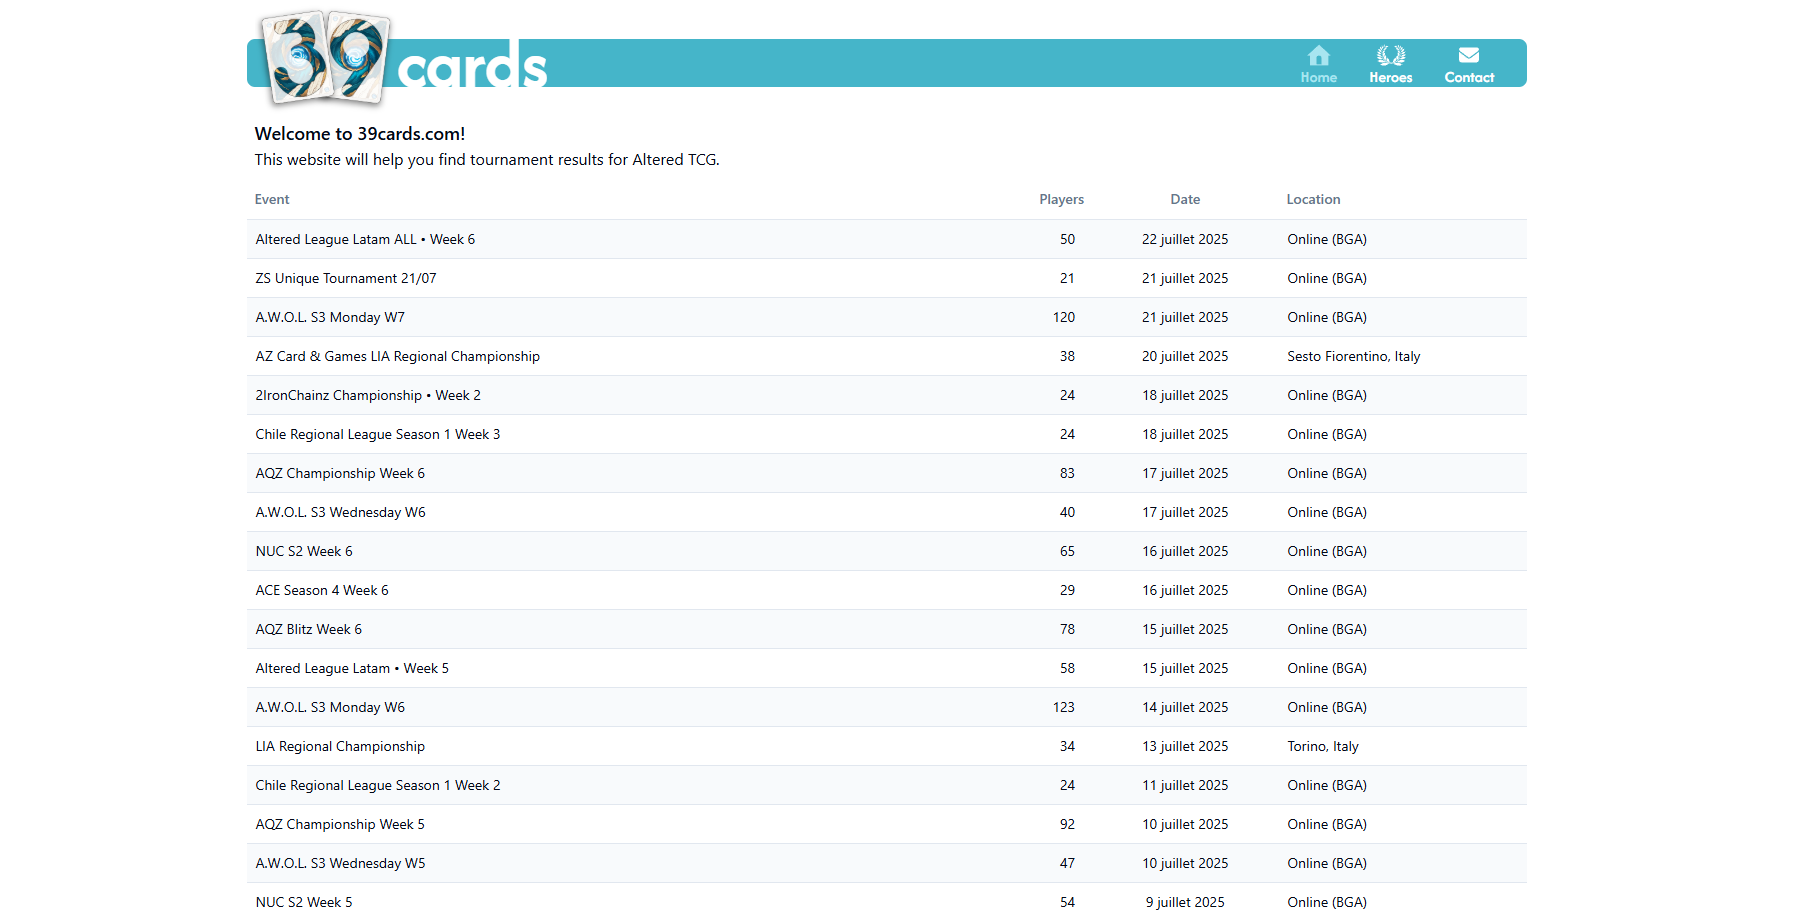 39 cards
Home Heroes Contact
Welcome to 39cards.com!
This website will help you find tournament results for Altered TCG.
Event Players Date Location
Altered League Latam ALL • Week 6 50 22 juillet 2025 Online (BGA)
ZS Unique Tournament 21/07 21 21 juillet 2025 Online (BGA)
A.W.O.L. S3 Monday W7 120 21 juillet 2025 Online (BGA)
AZ Card & Games LIA Regional Championship 38 20 juillet 2025 Sesto Fiorentino, Italy
2IronChainz Championship • Week 2 24 18 juillet 2025 Online (BGA)
Chile Regional League Season 1 Week 3 24 18 juillet 2025 Online (BGA)
AQZ Championship Week 6 83 17 juillet 2025 Online (BGA)
A.W.O.L. S3 Wednesday W6 40 17 juillet 2025 Online (BGA)
NUC S2 Week 6 65 16 juillet 2025 Online (BGA)
ACE Season 4 Week 6 29 16 juillet 2025 Online (BGA)
AQZ Blitz Week 6 78 15 juillet 2025 Online (BGA)
Altered League Latam • Week 5 58 15 juillet 2025 Online (BGA)
A.W.O.L. S3 Monday W6 123 14 juillet 2025 Online (BGA)
LIA Regional Championship 34 13 juillet 2025 Torino, Italy
Chile Regional League Season 1 Week 2 24 11 juillet 2025 Online (BGA)
AQZ Championship Week 5 92 10 juillet 2025 Online (BGA)
A.W.O.L. S3 Wednesday W5 47 10 juillet 2025 Online (BGA)
NUC S2 Week 5 54 9 juillet 2025 Online (BGA)